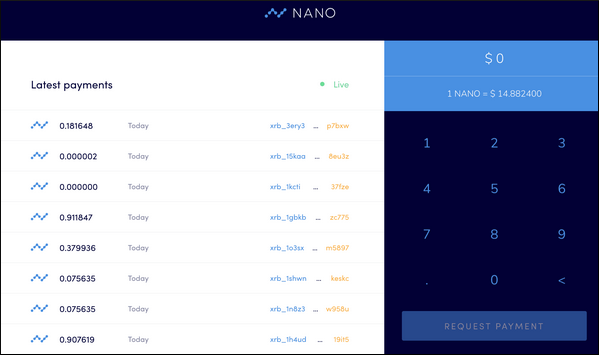 NANO
Latest payments
Live
0.181648 Today xrb_3ery3 ... p7bxw
0.000002 Today xrb_15kaa ... 8eu3z
0.000000 Today xrb_1kcti ... 37fze
0.911847 Today xrb_1gbkb ... zc775
0.379936 Today xrb_1o3sx ... m5897
0.075635 Today xrb_1shwn ... keskc
0.075635 Today xrb_1n8z3 ... w958u
0.907619 Today xrb_1h4ud ... 19it5
$ 0
1 NANO = $ 14.882400
1 2 3
4 5 6
7 8 9
. 0 <
REQUEST PAYMENT